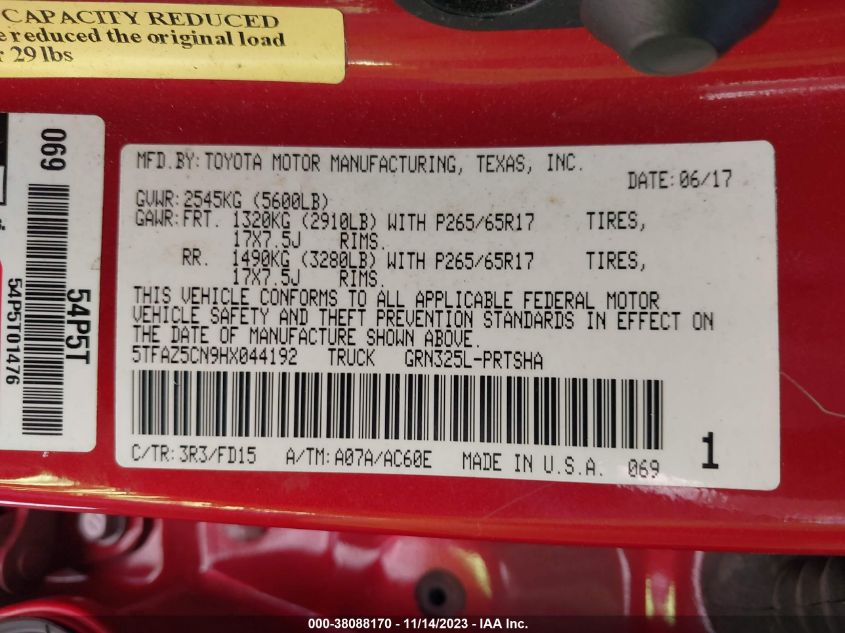 CAPACITY REDUCED
reduced the original load
29 lbs
069
54P5T
54P5T01476
MFD.BY: TOYOTA MOTOR MANUFACTURING, TEXAS, INC.
DATE: 06/17
GVWR: 2545KG (5600LB)
GAWR: FRT. 1320KG (2910LB) WITH P265/65R17 TIRES,
17X7.5J RIMS.
RR. 1490KG (3280LB) WITH P265/65R17 TIRES,
17X7.5J RIMS.
THIS VEHICLE CONFORMS TO ALL APPLICABLE FEDERAL MOTOR
VEHICLE SAFETY AND THEFT PREVENTION STANDARDS IN EFFECT ON
THE DATE OF MANUFACTURE SHOWN ABOVE.
5TFAZ5CN9HX044192 TRUCK GRN325L-PRTSHA
C/TR: 3R3/FD15 A/TM: A07A/AC60E MADE IN U.S.A. 069
1
000-38088170 - 11/14/2023 - IAA Inc.